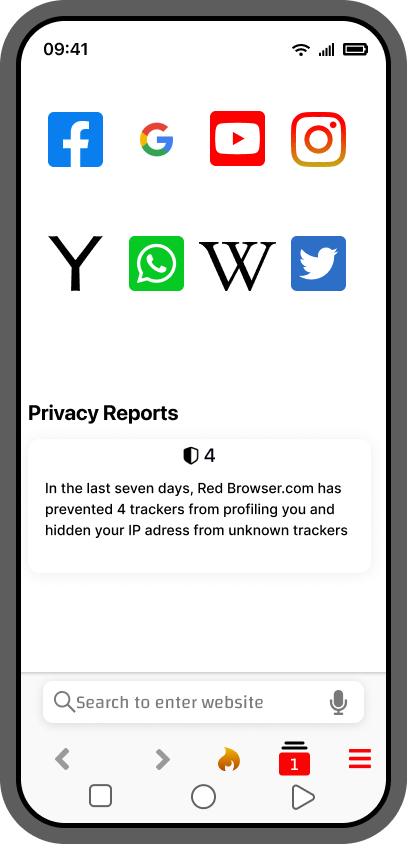 09:41
Privacy Reports
4
In the last seven days, Red Browser.com has
prevented 4 trackers from profiling you and
hidden your IP adress from unknown trackers
Search to enter website
1